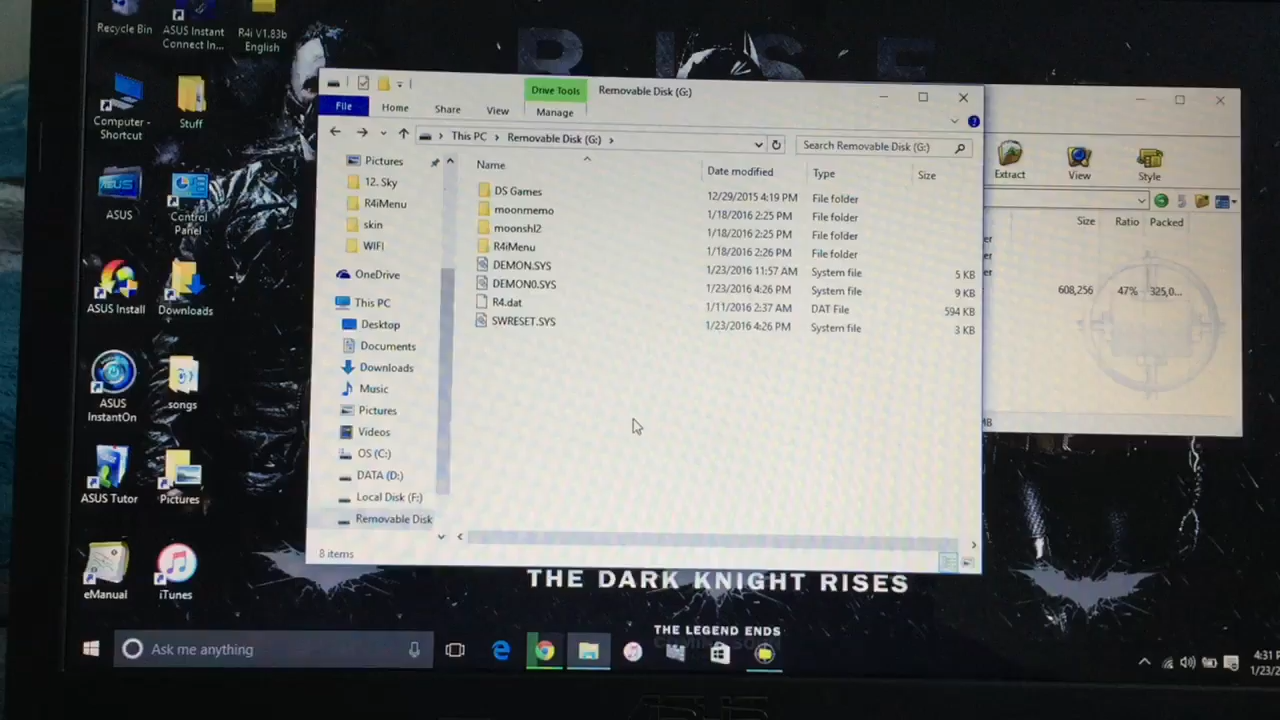 RISE
Recycle Bin
ASUS Instant
Connect In...
R4i V1.83b
English
Computer -
Shortcut
Stuff
ASUS
Control
Panel
ASUS Install
Downloads
ASUS
InstantOn
songs
ASUS Tutor
Pictures
eManual
iTunes
Drive Tools
Removable Disk (G:)
File
Home
Share
View
Manage
This PC
Removable Disk (G:)
Search Removable Disk (G:)
Pictures
12. Sky
R4iMenu
skin
WIFI
OneDrive
This PC
Desktop
Documents
Downloads
Music
Pictures
Videos
OS (C:)
DATA (D:)
Local Disk (F:)
Removable Disk
Name
Date modified
Type
Size
DS Games 12/29/2015 4:19 PM File folder
moonmemo 1/18/2016 2:25 PM File folder
moonshl2 1/18/2016 2:25 PM File folder
R4iMenu 1/18/2016 2:26 PM File folder
DEMON.SYS 1/23/2016 11:57 AM System file 5 KB
DEMON0.SYS 1/23/2016 4:26 PM System file 9 KB
R4.dat 1/11/2016 2:37 AM DAT File 594 KB
SWRESET.SYS 1/23/2016 4:26 PM System file 3 KB
8 items
Extract
View
Style
Size
Ratio
Packed
er
er
er
608,256 47% 325,0...
MB
THE DARK KNIGHT RISES
THE LEGEND ENDS
Ask me anything
4:31 P
1/23/2